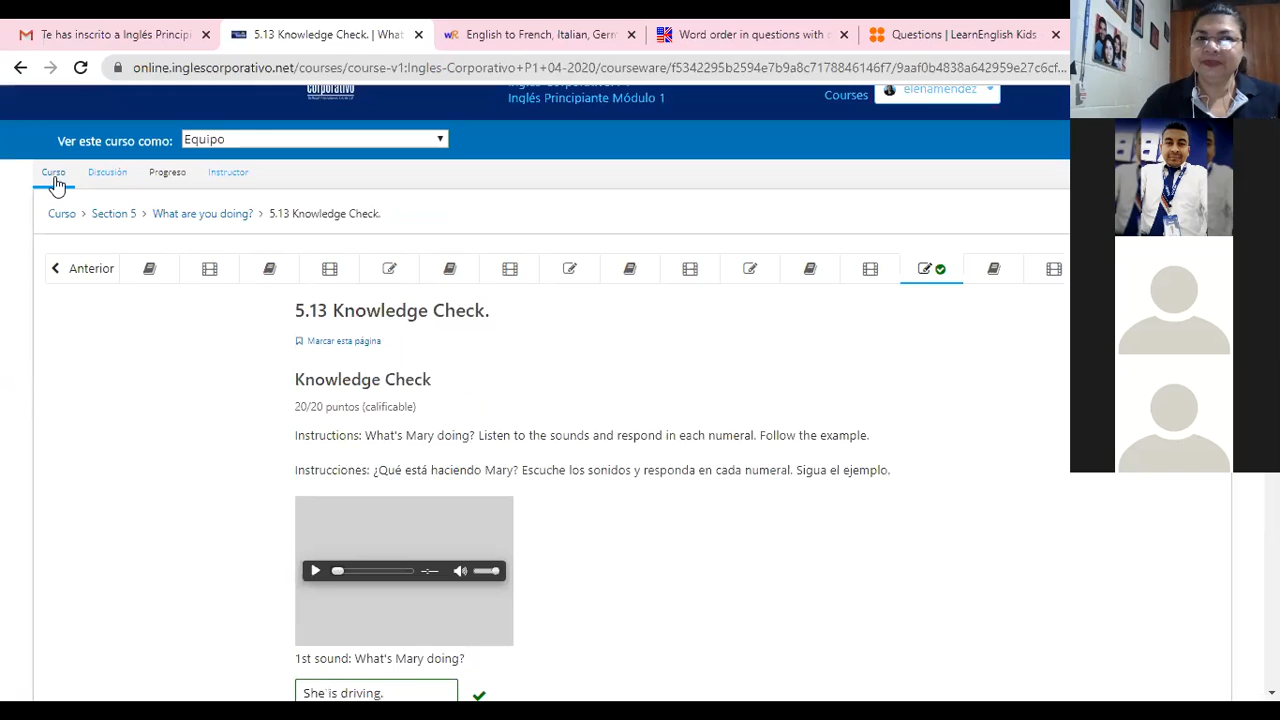 Te has inscrito a Inglés Princip
5.13 Knowledge Check. | What
English to French, Italian, Germ
Word order in questions with
Questions | LearnEnglish Kids
online.inglescorporativo.net/courses/course-v1:Ingles-Corporativo+P1+04-2020/courseware/f5342295b2594e7b9a8c7178846146f7/9aaf0b4838a642959e27c6cf...
corporativo
Inglés Principiante Módulo 1
Courses
elenamendez
Ver este curso como:
Equipo
Curso
Discusión
Progreso
Instructor
Curso > Section 5 > What are you doing? > 5.13 Knowledge Check.
Anterior
5.13 Knowledge Check.
Marcar esta página
Knowledge Check
20/20 puntos (calificable)
Instructions: What's Mary doing? Listen to the sounds and respond in each numeral. Follow the example.
Instrucciones: ¿Qué está haciendo Mary? Escuche los sonidos y responda en cada numeral. Siga el ejemplo.
-:--
1st sound: What's Mary doing?
She is driving.